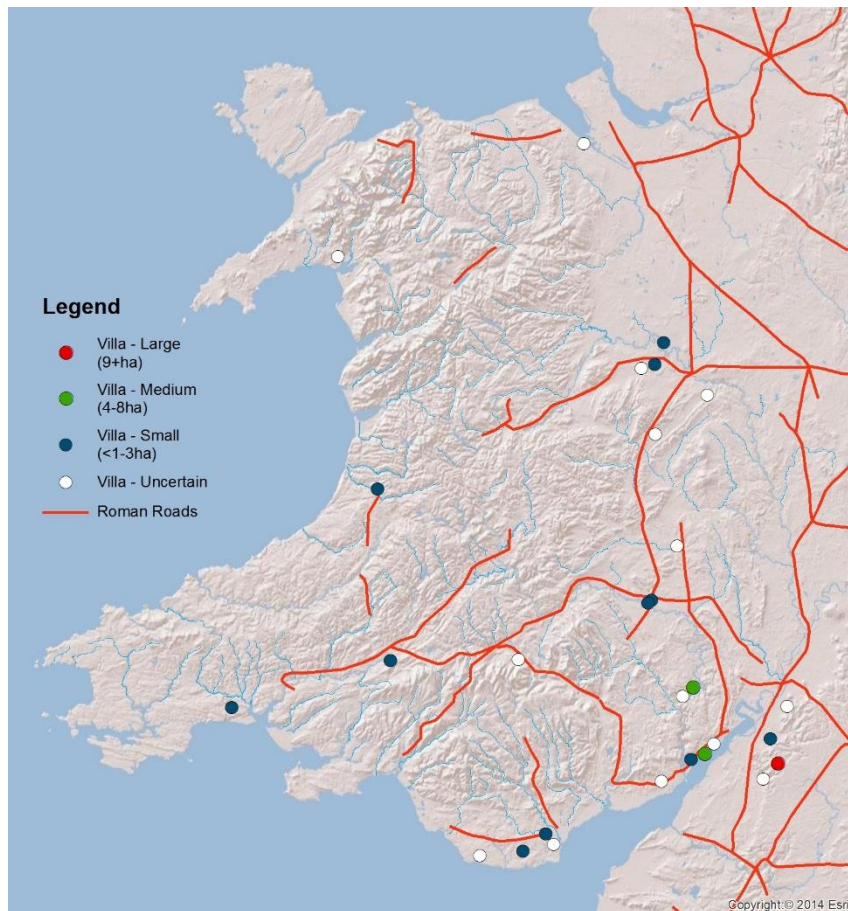 Legend
Villa - Large
(9+ha)
Villa - Medium
(4-8ha)
Villa - Small
(<1-3ha)
Villa - Uncertain
Roman Roads
Copyright:© 2014 Esri